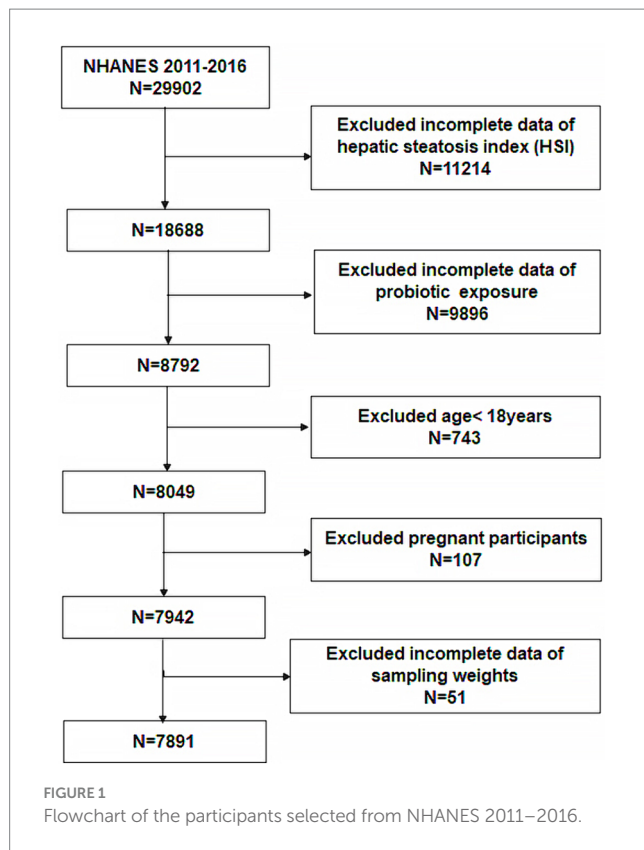 NHANES 2011-2016
N=29902
Excluded incomplete data of
hepatic steatosis index (HSI)
N=11214
N=18688
Excluded incomplete data of
probiotic exposure
N=9896
N=8792
Excluded age< 18years
N=743
N=8049
Excluded pregnant participants
N=107
N=7942
Excluded incomplete data of
sampling weights
N=51
N=7891
FIGURE 1
Flowchart of the participants selected from NHANES 2011–2016.